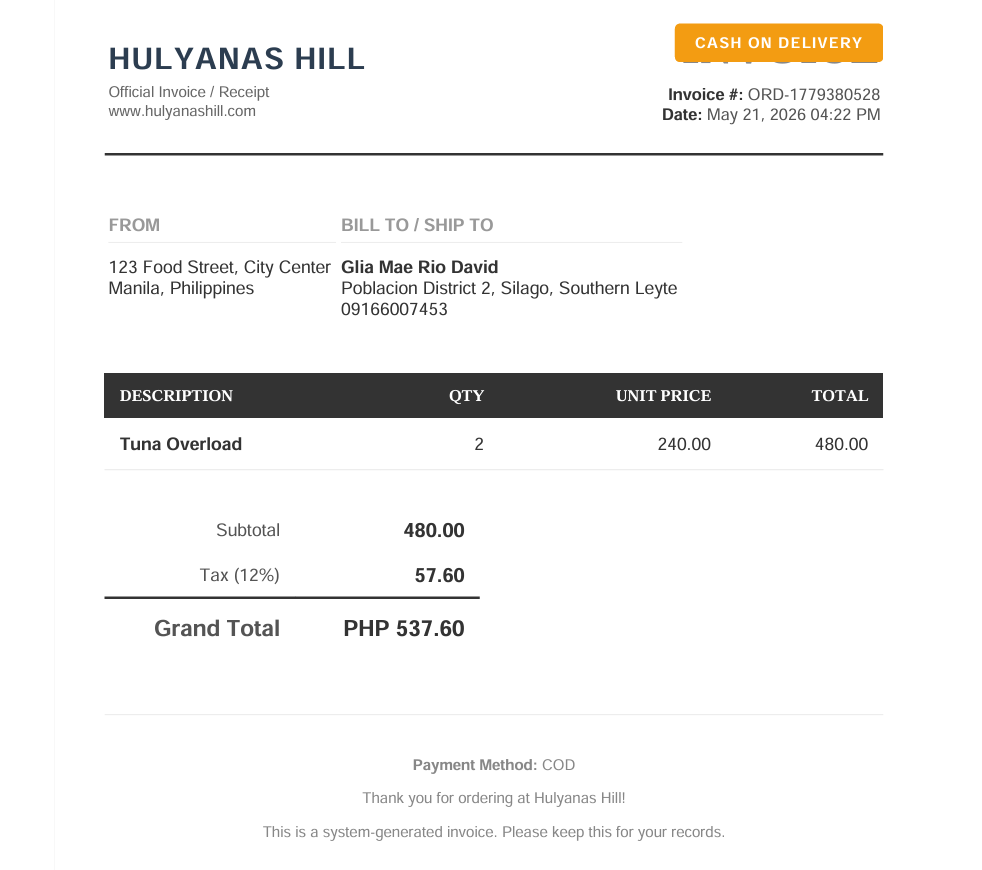 HULYANAS HILL
Official Invoice / Receipt
www.hulyanashill.com
CASH ON DELIVERY
Invoice #: ORD-1779380528
Date: May 21, 2026 04:22 PM
FROM
123 Food Street, City Center
Manila, Philippines
BILL TO / SHIP TO
Glia Mae Rio David
Poblacion District 2, Silago, Southern Leyte
09166007453
DESCRIPTION QTY UNIT PRICE TOTAL
Tuna Overload 2 240.00 480.00
Subtotal 480.00
Tax (12%) 57.60
Grand Total PHP 537.60
Payment Method: COD
Thank you for ordering at Hulyanas Hill!
This is a system-generated invoice. Please keep this for your records.